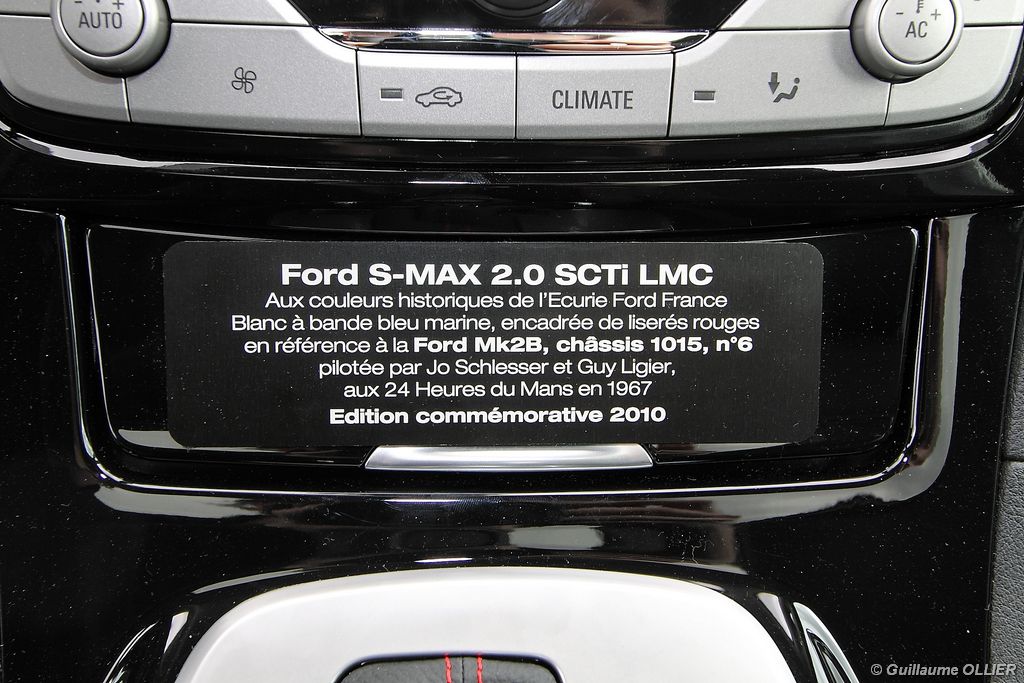 - +
AUTO
- +
AC
CLIMATE
Ford S-MAX 2.0 SCTi LMC
Aux couleurs historiques de l'Ecurie Ford France
Blanc à bande bleu marine, encadrée de liserés rouges
en référence à la Ford Mk2B, châssis 1015, n°6
pilotée par Jo Schlesser et Guy Ligier,
aux 24 Heures du Mans en 1967
Edition commémorative 2010
© Guillaume OLLIER